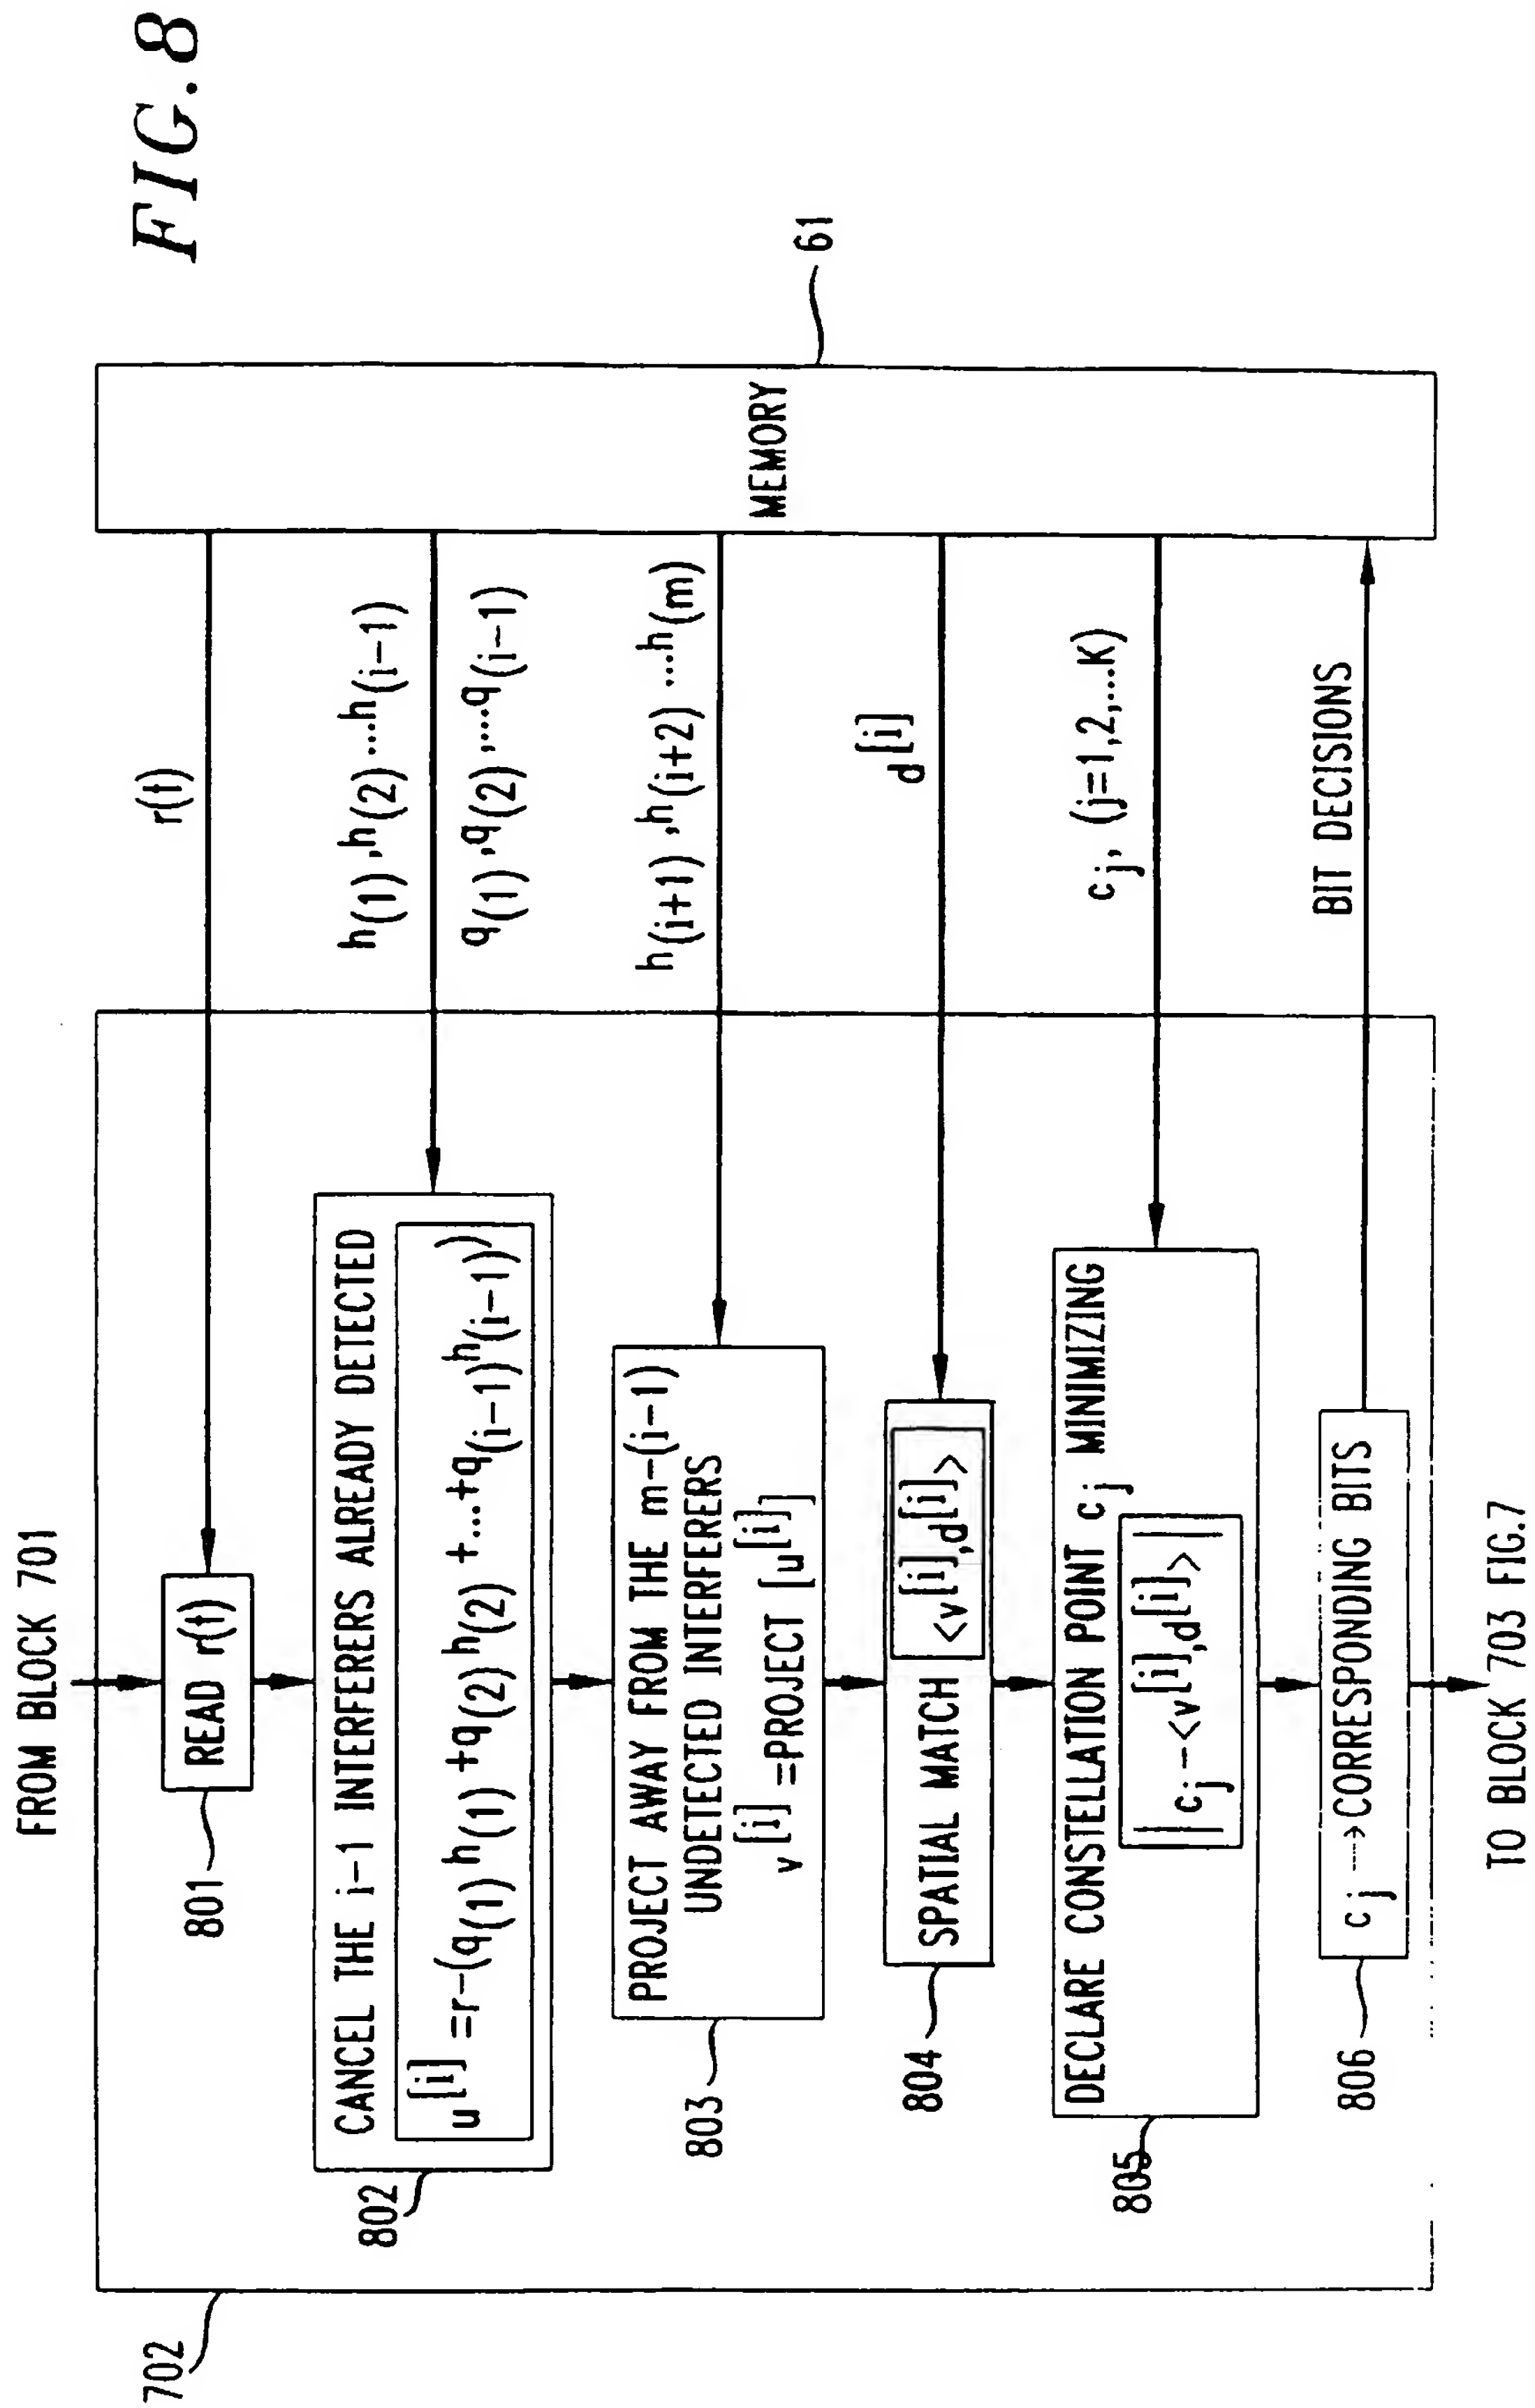 FIG.8
FROM BLOCK 701
702
801
READ r(t)
r(t)
802
CANCEL THE i-1 INTERFERERS ALREADY DETECTED
u[i] =r-(q(1)h(1)+q(2)h(2)+...+q(i-1)h(i-1))
h(1),h(2)...h(i-1)
q(1),q(2),...q(i-1)
803
PROJECT AWAY FROM THE m-(i-1)
UNDETECTED INTERFERERS
v[i]=PROJECT [u[i]]
h(i+1),h(i+2)...h(m)
804
SPATIAL MATCH <v[i],d[i]>
d[i]
805
DECLARE CONSTELLATION POINT cj MINIMIZING
||cj-<v[i],d[i]>||
cj, (j=1,2,...K)
806
cj → CORRESPONDING BITS
BIT DECISIONS
MEMORY
61
TO BLOCK 703 FIG.7